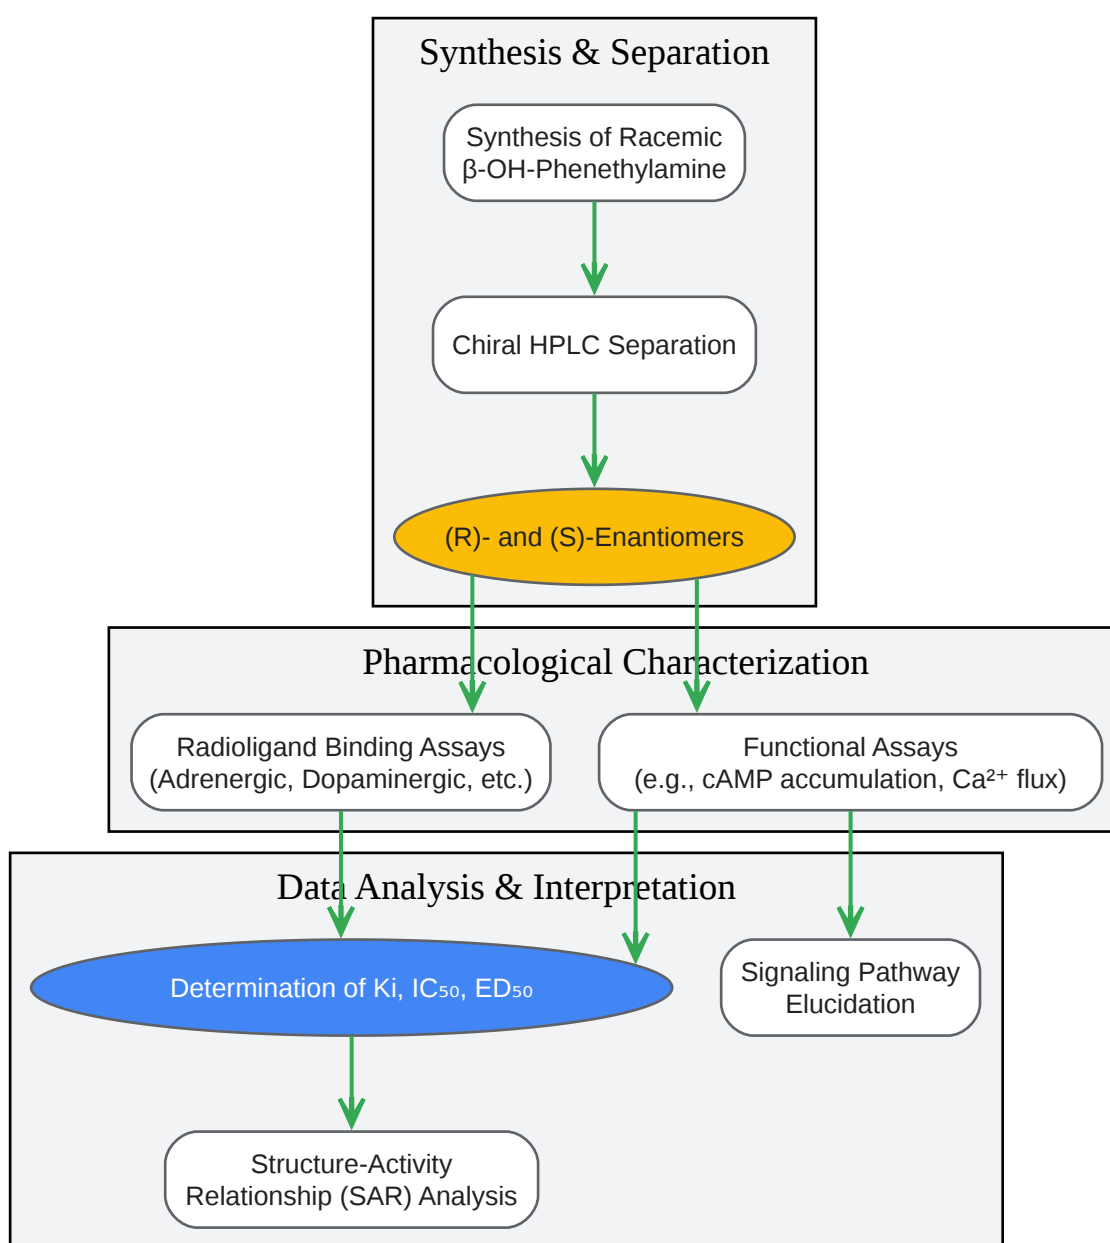 Synthesis & Separation
Synthesis of Racemic
β-OH-Phenethylamine
Chiral HPLC Separation
(R)- and (S)-Enantiomers
Pharmacological Characterization
Radioligand Binding Assays
(Adrenergic, Dopaminergic, etc.)
Functional Assays
(e.g., cAMP accumulation, Ca²⁺ flux)
Data Analysis & Interpretation
Determination of Ki, IC₅₀, ED₅₀
Signaling Pathway
Elucidation
Structure-Activity
Relationship (SAR) Analysis